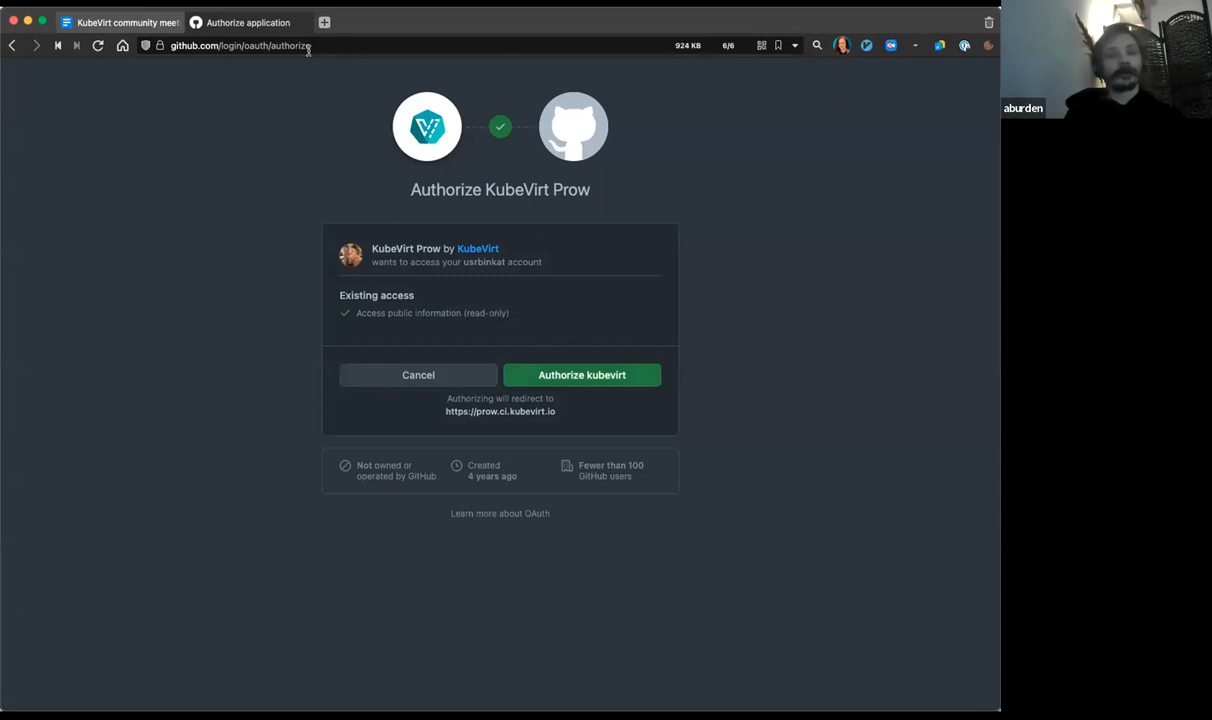 KubeVirt community meet
Authorize application
github.com/login/oauth/authorize
924 KB
6/6
aburden
Authorize KubeVirt Prow
KubeVirt Prow by KubeVirt
wants to access your usrbinkat account
Existing access
Access public information (read-only)
Cancel
Authorize kubevirt
Authorizing will redirect to
https://prow.ci.kubevirt.io
Not owned or
operated by GitHub
Created
4 years ago
Fewer than 100
GitHub users
Learn more about OAuth